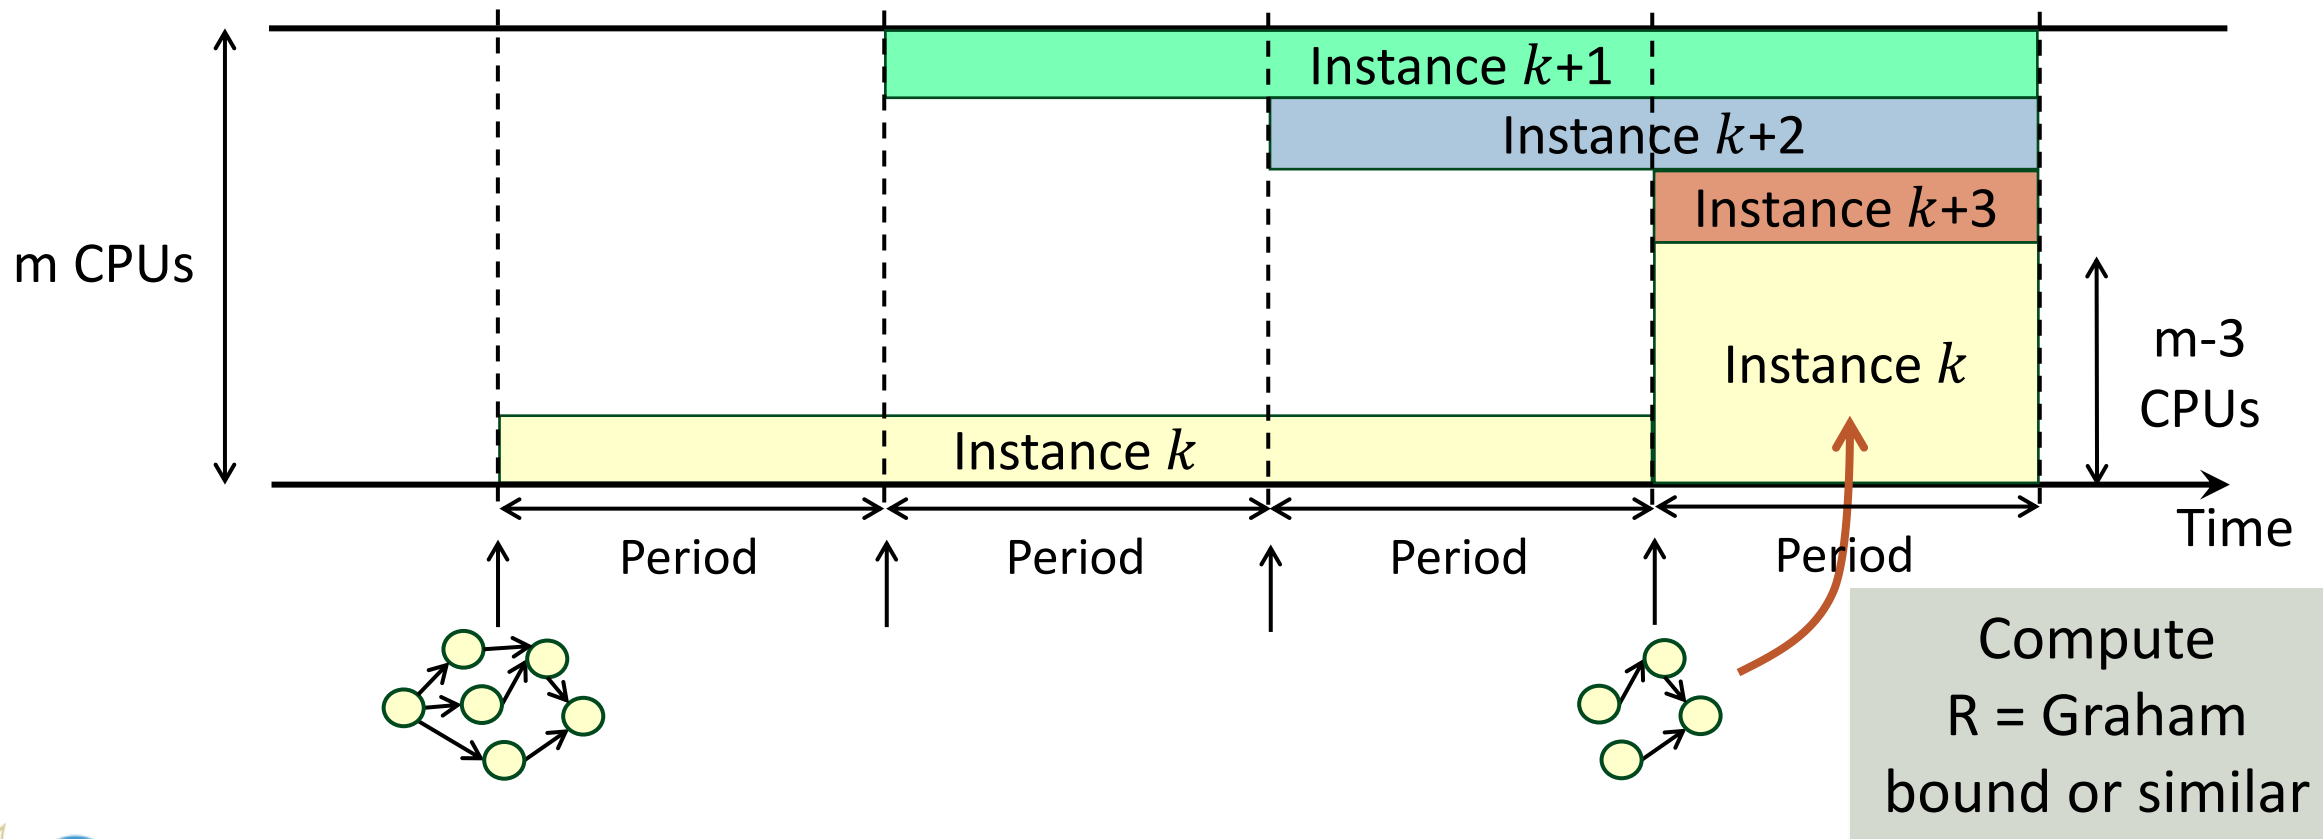 Instance k+1
Instance k+2
Instance k+3
m CPUs
Instance k
m-3
CPUs
Instance k
Time
Period
Period
Period
Period
Compute
R = Graham
bound or similar